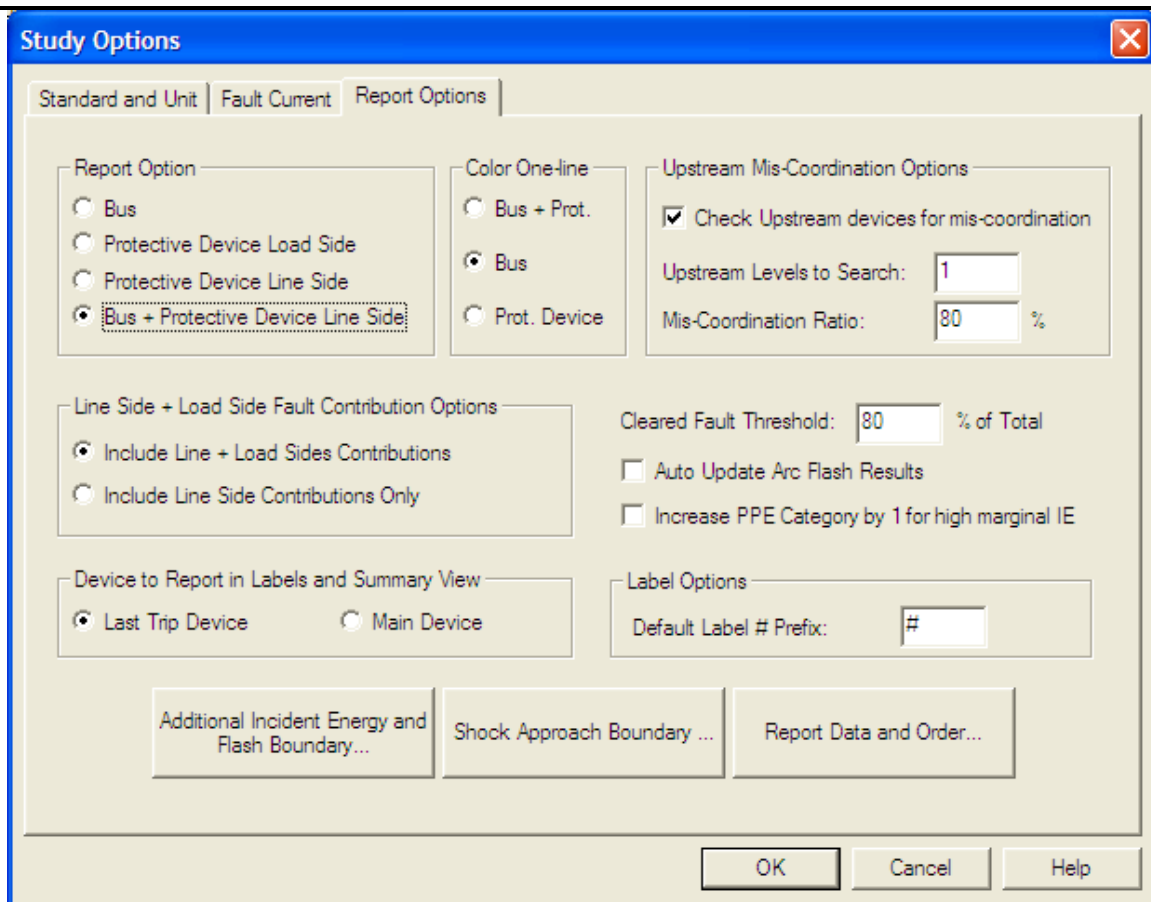 Study Options
Standard and Unit
Fault Current
Report Options
Report Option
Bus
Protective Device Load Side
Protective Device Line Side
Bus + Protective Device Line Side
Color One-line
Bus + Prot.
Bus
Prot. Device
Upstream Mis-Coordination Options
Check Upstream devices for mis-coordination
Upstream Levels to Search: 1
Mis-Coordination Ratio: 80 %
Line Side + Load Side Fault Contribution Options
Include Line + Load Sides Contributions
Include Line Side Contributions Only
Cleared Fault Threshold: 80 % of Total
Auto Update Arc Flash Results
Increase PPE Category by 1 for high marginal IE
Device to Report in Labels and Summary View
Last Trip Device
Main Device
Label Options
Default Label # Prefix: #
Additional Incident Energy and
Flash Boundary...
Shock Approach Boundary ...
Report Data and Order...
OK
Cancel
Help